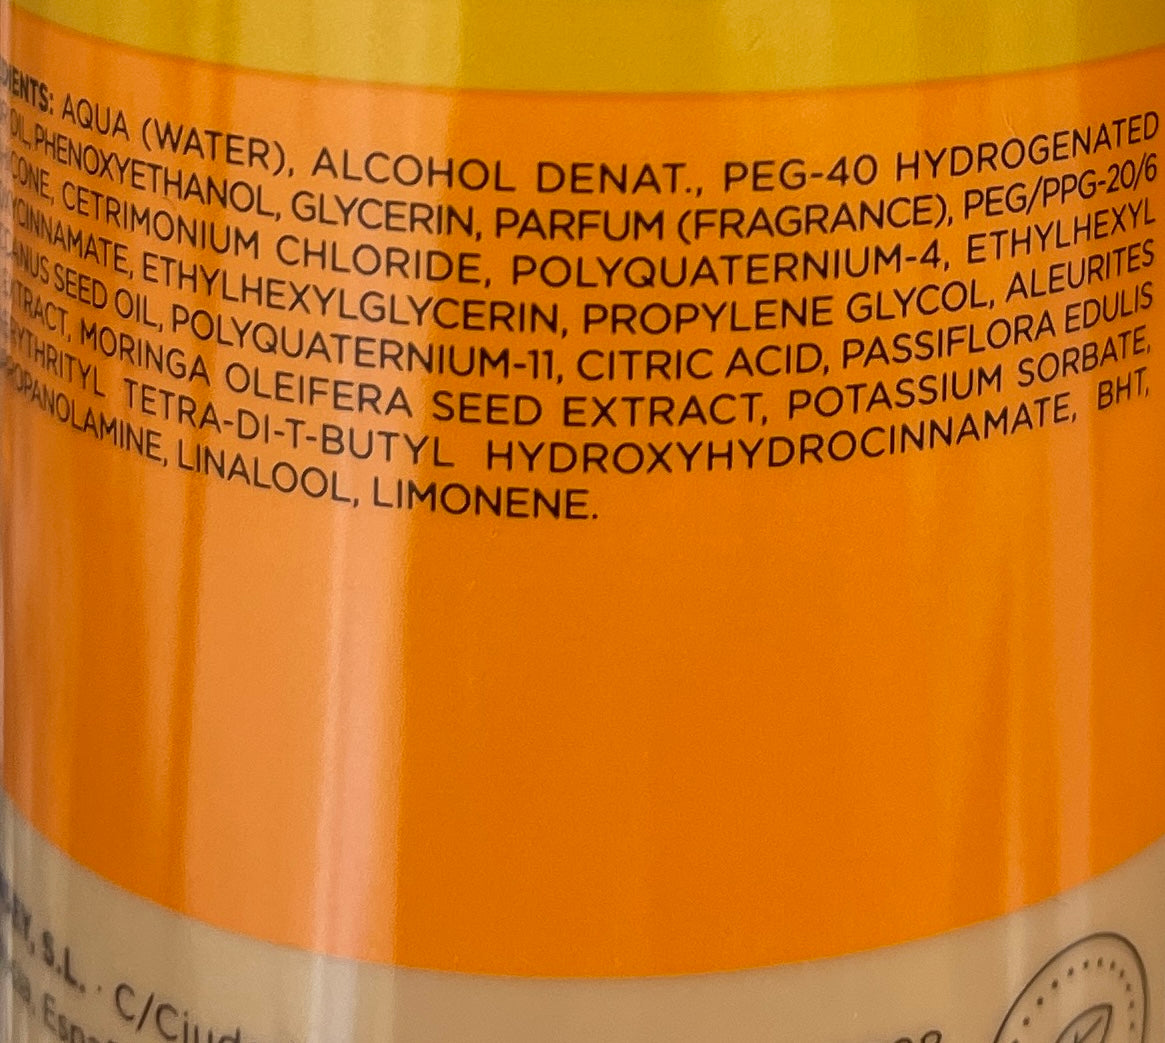 AQUA (WATER), ALCOHOL DENAT., PEG-40 HYDROGENATED
OIL, PHENOXYETHANOL, GLYCERIN, PARFUM (FRAGRANCE), PEG/PPG-20/6
CETRIMONIUM CHLORIDE, POLYQUATERNIUM-4, ETHYLHEXYL
ETHYLHEXYLGLYCERIN, PROPYLENE GLYCOL, ALEURITES
SEED OIL, POLYQUATERNIUM-11, CITRIC ACID, PASSIFLORA EDULIS
MORINGA OLEIFERA SEED EXTRACT, POTASSIUM SORBATE,
TETRA-DI-T-BUTYL HYDROXYHYDROCINNAMATE, BHT,
LINALOOL, LIMONENE.
S.L. · C/Ciud